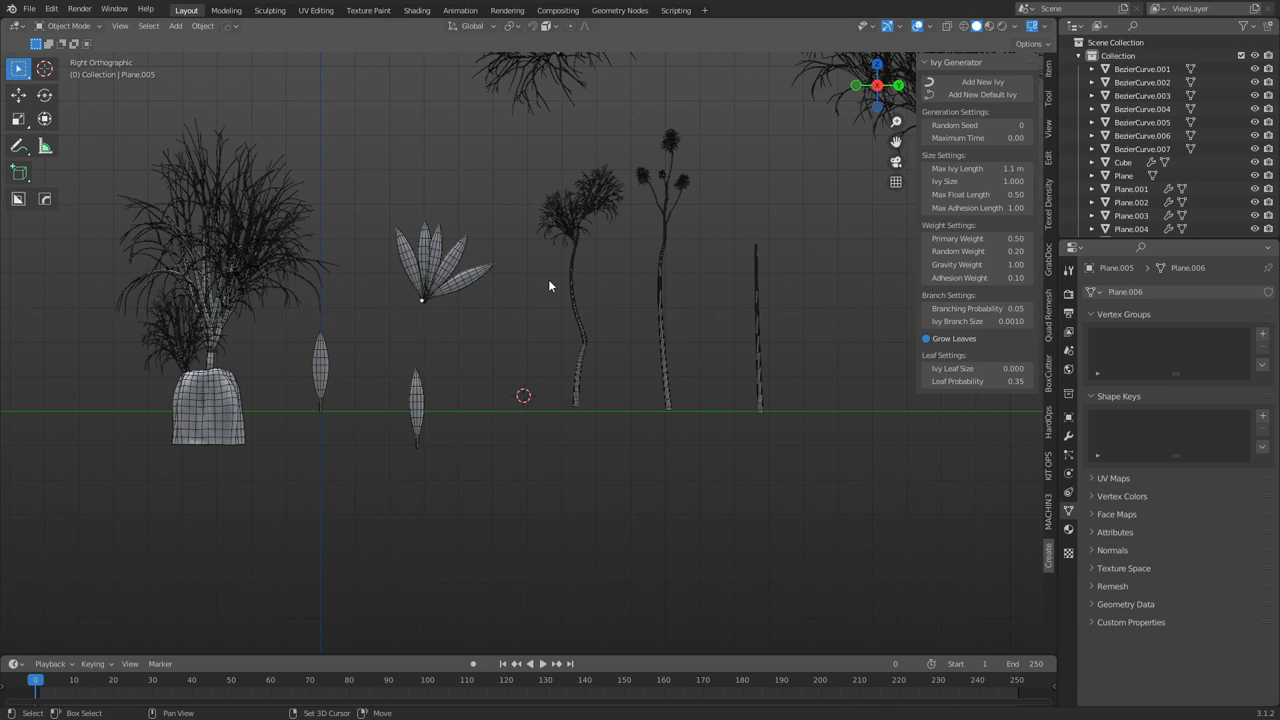 File Edit Render Window Help Layout Modeling Sculpting UV Editing Texture Paint Shading Animation Rendering Compositing Geometry Nodes Scripting + Scene ViewLayer
Object Mode View Select Add Object Global
Options
Right Orthographic
(0) Collection | Plane.005
Z
X
Y
Ivy Generator
Add New Ivy
Add New Default Ivy
Generation Settings:
Random Seed 0
Maximum Time 0.00
Size Settings:
Max Ivy Length 1.1 m
Ivy Size 1.000
Max Float Length 0.50
Max Adhesion Length 1.00
Weight Settings:
Primary Weight 0.50
Random Weight 0.20
Gravity Weight 1.00
Adhesion Weight 0.10
Branch Settings:
Branching Probability 0.05
Ivy Branch Size 0.0010
Grow Leaves
Leaf Settings:
Ivy Leaf Size 0.000
Leaf Probability 0.35
Item
Tool
View
Edit
Texel Density
GrabDoc
Quad Remesh
BoxCutter
HardOps
KIT OPS
MACHIN3
Create
Scene Collection
Collection
BezierCurve.001
BezierCurve.002
BezierCurve.003
BezierCurve.004
BezierCurve.005
BezierCurve.006
BezierCurve.007
Cube
Plane
Plane.001
Plane.002
Plane.003
Plane.004
Plane.005 Plane.006
Plane.006
Vertex Groups
Shape Keys
UV Maps
Vertex Colors
Face Maps
Attributes
Normals
Texture Space
Remesh
Geometry Data
Custom Properties
Playback Keying View Marker 0 Start 1 End 250
0 10 20 30 40 50 60 70 80 90 100 110 120 130 140 150 160 170 180 190 200 210 220 230 240 250
Select Box Select Pan View Set 3D Cursor Move 3.1.2